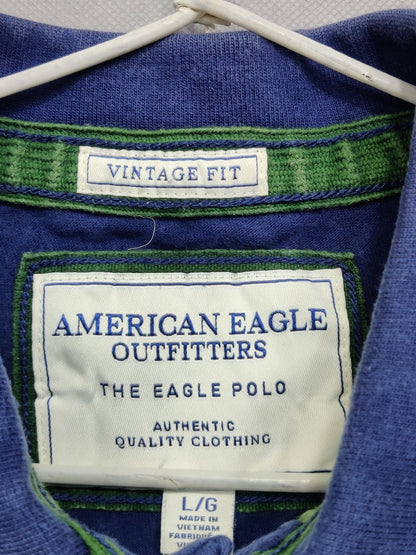 VINTAGE FIT
AMERICAN EAGLE
OUTFITTERS
THE EAGLE POLO
AUTHENTIC
QUALITY CLOTHING
L/G
MADE IN
VIETNAM